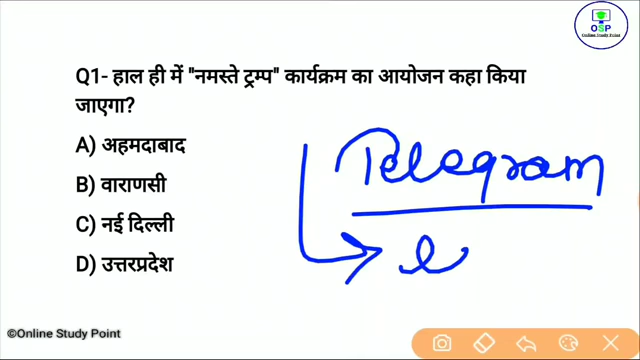 OSP
Online Study Point
Q1- हाल ही में "नमस्ते ट्रम्प" कार्यक्रम का आयोजन कहा किया
जाएगा?
A) अहमदाबाद
B) वाराणसी
C) नई दिल्ली
D) उत्तरप्रदेश
Telegram
©Online Study Point